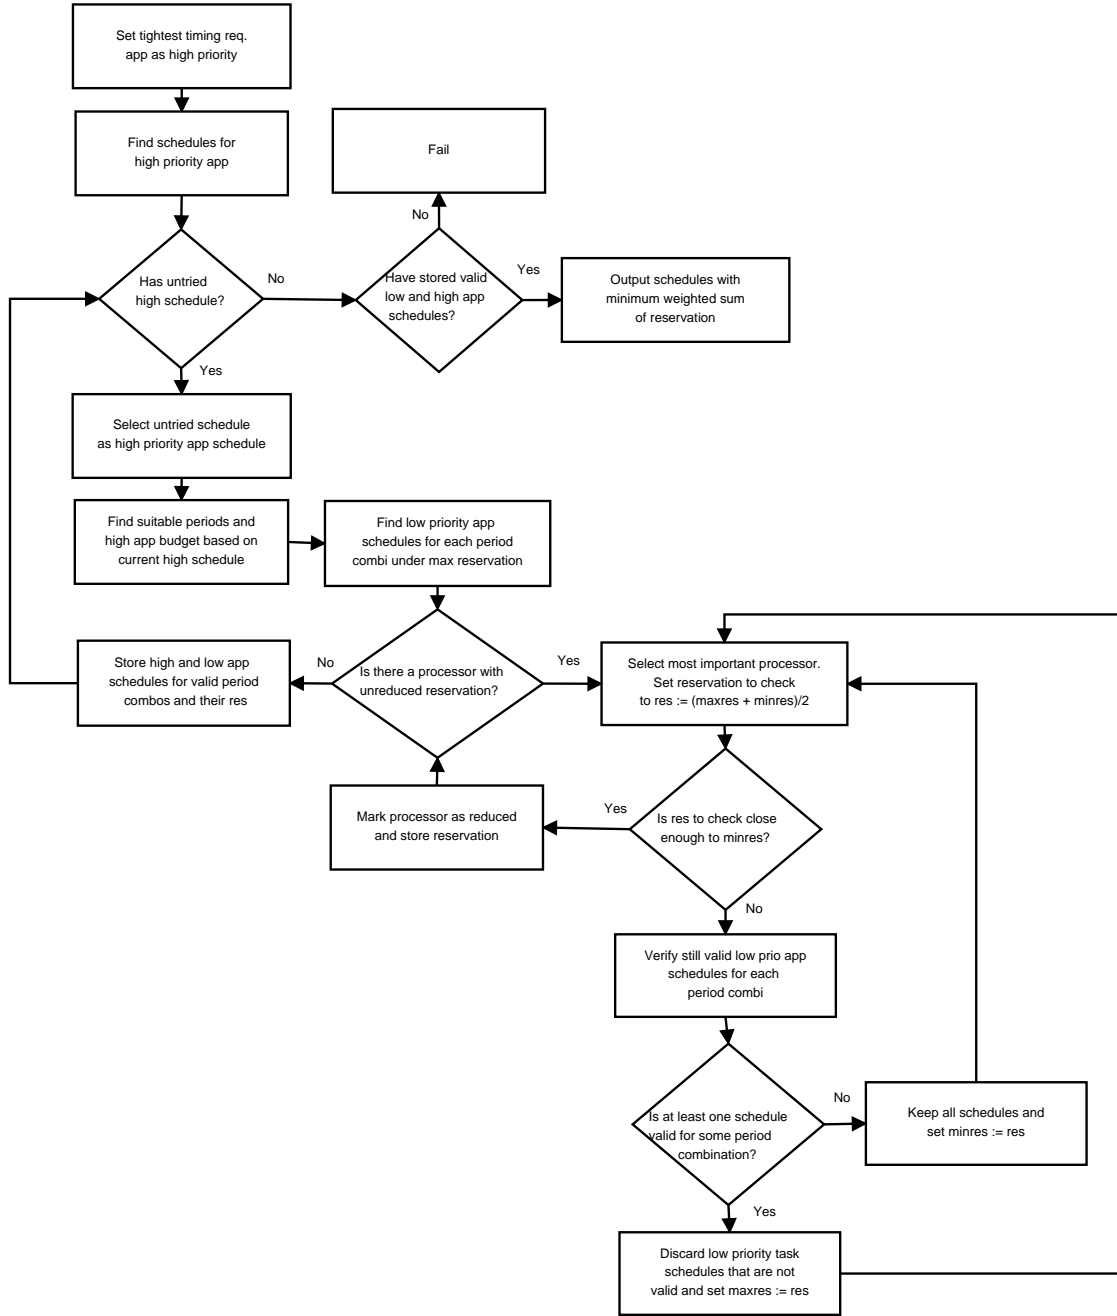 Set tightest timing req.
app as high priority
Find schedules for
high priority app
Fail
No
Has untried
high schedule?
No
Have stored valid
low and high app
schedules?
Yes
Output schedules with
minimum weighted sum
of reservation
Yes
Select untried schedule
as high priority app schedule
Find suitable periods and
high app budget based on
current high schedule
Find low priority app
schedules for each period
combi under max reservation
Store high and low app
schedules for valid period
combos and their res
No
Is there a processor with
unreduced reservation?
Yes
Select most important processor.
Set reservation to check
to res := (maxres + minres)/2
Mark processor as reduced
and store reservation
Yes
Is res to check close
enough to minres?
No
Verify still valid low prio app
schedules for each
period combi
Is at least one schedule
valid for some period
combination?
No
Keep all schedules and
set minres := res
Yes
Discard low priority task
schedules that are not
valid and set maxres := res